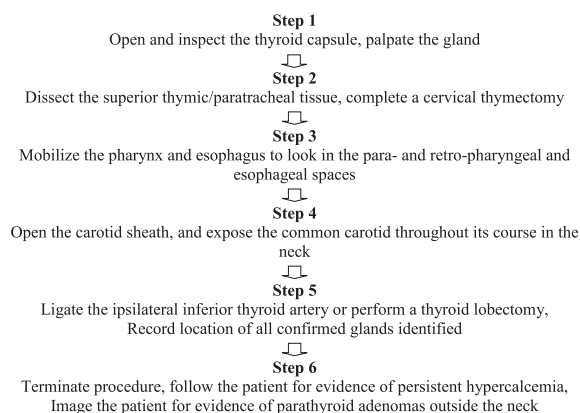 Step 1
Open and inspect the thyroid capsule, palpate the gland
Step 2
Dissect the superior thymic/paratracheal tissue, complete a cervical thymectomy
Step 3
Mobilize the pharynx and esophagus to look in the para- and retro-pharyngeal and
esophageal spaces
Step 4
Open the carotid sheath, and expose the common carotid throughout its course in the
neck
Step 5
Ligate the ipsilateral inferior thyroid artery or perform a thyroid lobectomy,
Record location of all confirmed glands identified
Step 6
Terminate procedure, follow the patient for evidence of persistent hypercalcemia,
Image the patient for evidence of parathyroid adenomas outside the neck